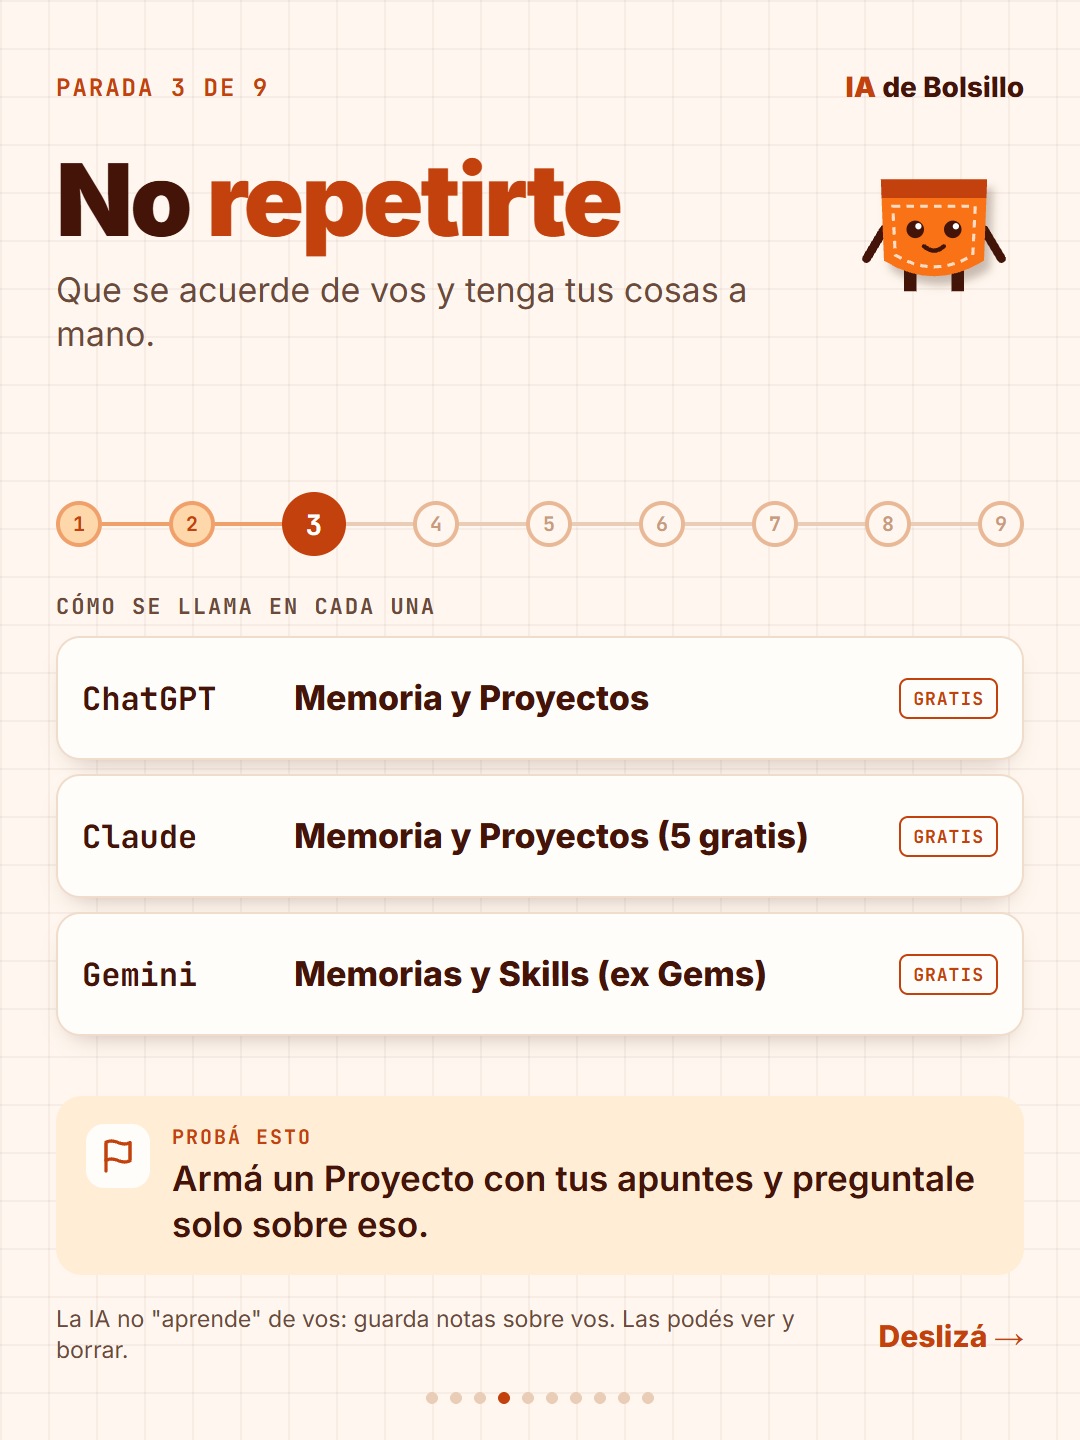 PARADA 3 DE 9
IA de Bolsillo
No repetirte
Que se acuerde de vos y tenga tus cosas a
mano.
1 2 3 4 5 6 7 8 9
CÓMO SE LLAMA EN CADA UNA
ChatGPT Memoria y Proyectos GRATIS
Claude Memoria y Proyectos (5 gratis) GRATIS
Gemini Memorias y Skills (ex Gems) GRATIS
PROBÁ ESTO
Armá un Proyecto con tus apuntes y preguntale
solo sobre eso.
La IA no "aprende" de vos: guarda notas sobre vos. Las podés ver y
borrar.
Deslizá →